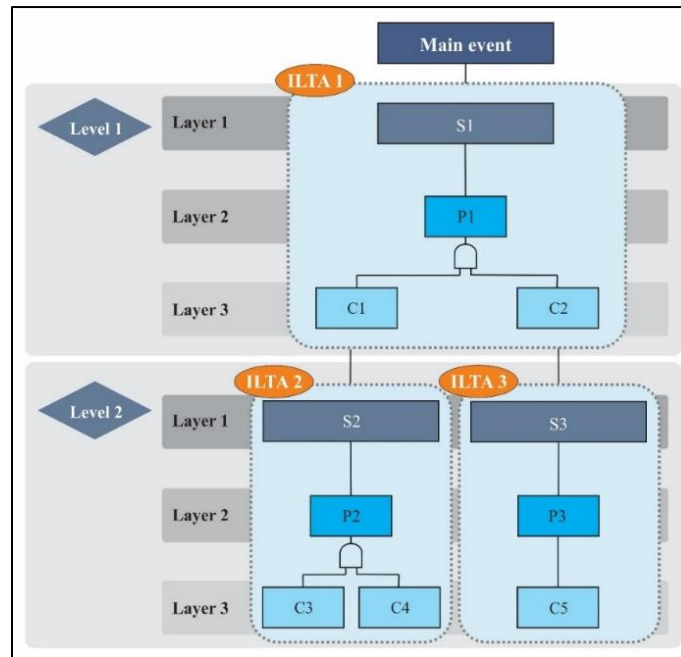 Main event
ILTA 1
Level 1
Layer 1
S1
Layer 2
P1
Layer 3
C1
C2
ILTA 2
ILTA 3
Level 2
Layer 1
S2
S3
Layer 2
P2
P3
Layer 3
C3
C4
C5